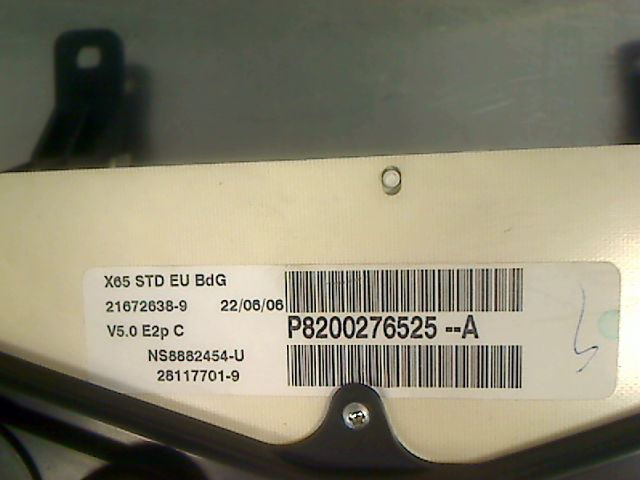 X65 STD EU BdG
21672638-9 22/06/06
V5.0 E2p C
P8200276525 --A
NS8882454-U
28117701-9